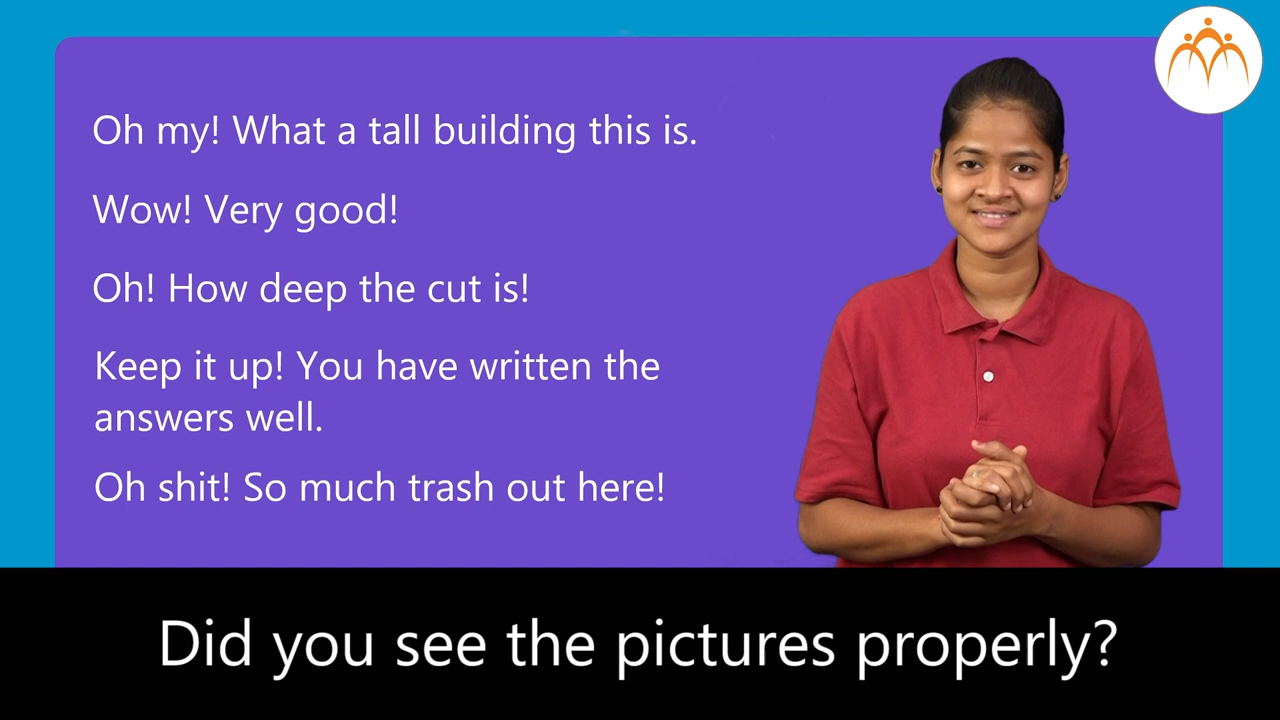 Oh my! What a tall building this is.
Wow! Very good!
Oh! How deep the cut is!
Keep it up! You have written the
answers well.
Oh shit! So much trash out here!
Did you see the pictures properly?